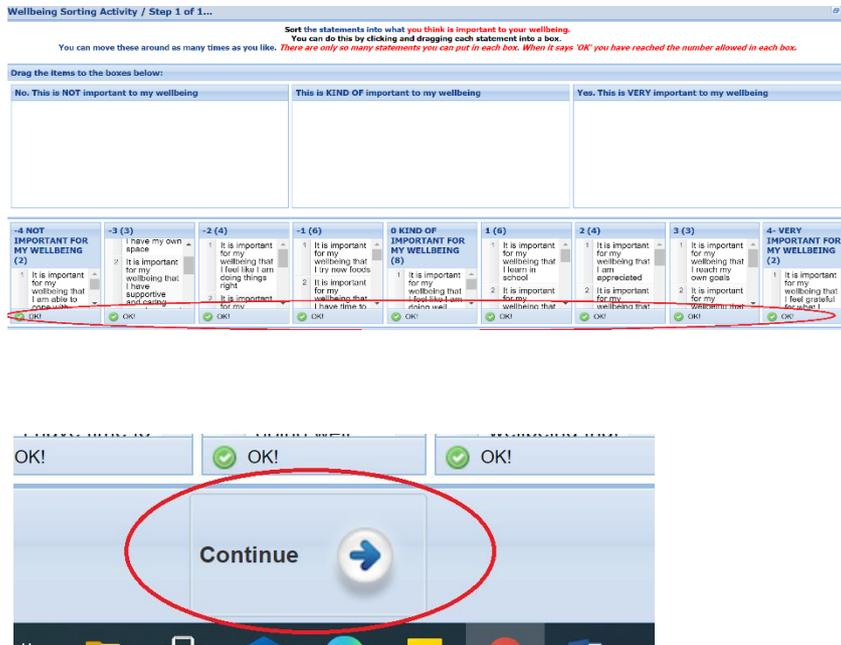 Wellbeing Sorting Activity / Step 1 of 1...
Sort the statements into what you think is important to your wellbeing.
You can do this by clicking and dragging each statement into a box.
You can move these around as many times as you like. There are only so many statements you can put in each box. When it says 'OK' you have reached the number allowed in each box.
Drag the items to the boxes below:
No. This is NOT important to my wellbeing
This is KIND OF important to my wellbeing
Yes. This is VERY important to my wellbeing
-4 NOT
IMPORTANT FOR
MY WELLBEING
(2)
1 It is important
for my
wellbeing that
I am able to
cope with
OK!
-3 (3)
I have my own
space
2 It is important
for my
wellbeing that
I have
supportive
and caring
OK!
-2 (4)
1 It is important
for my
wellbeing that
I feel like I am
doing things
right
2 It is important
OK!
-1 (6)
1 It is important
for my
wellbeing that
I try new foods
2 It is important
for my
wellbeing that
I have time to
OK!
0 KIND OF
IMPORTANT FOR
MY WELLBEING
(8)
1 It is important
for my
wellbeing that
I feel like I am
doing well
OK!
1 (6)
1 It is important
for my
wellbeing that
I learn in
school
2 It is important
for my
wellbeing that
OK!
2 (4)
1 It is important
for my
wellbeing that
I am
appreciated
2 It is important
for my
wellbeing that
OK!
3 (3)
1 It is important
for my
wellbeing that
I reach my
own goals
2 It is important
for my
wellbeing that
OK!
4- VERY
IMPORTANT FOR
MY WELLBEING
(2)
1 It is important
for my
wellbeing that
I feel grateful
for what I
OK!
I have time to
doing well
wellbeing that
OK!
OK!
OK!
Continue